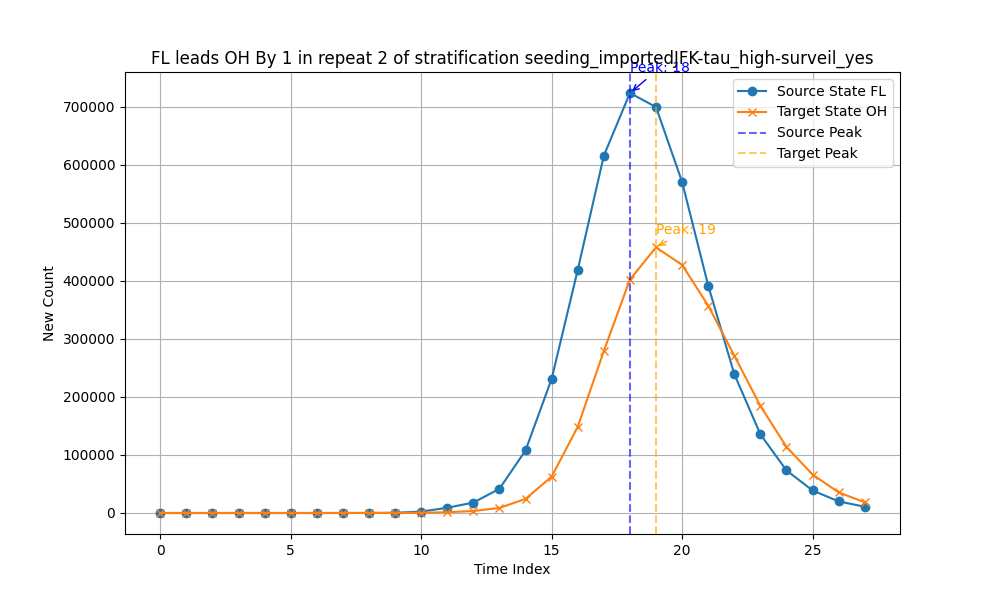 FL leads OH By 1 in repeat 2 of stratification seeding_importedJFK-tau_high-surveil_yes
Peak: 18
Source State FL
Target State OH
Source Peak
Target Peak
Peak: 19
New Count
700000
600000
500000
400000
300000
200000
100000
0
0
5
10
15
20
25
Time Index